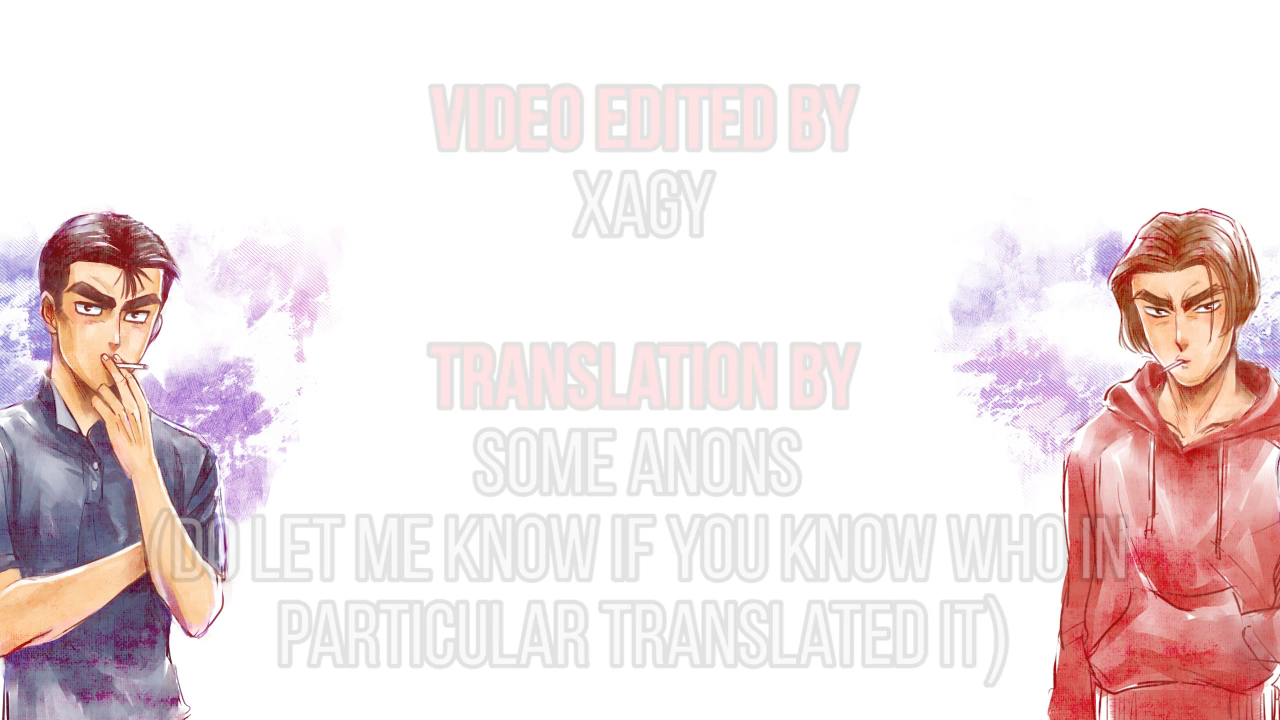 VIDEO EDITED BY
XAGY
TRANSLATION BY
SOME ANONS
(DO LET ME KNOW IF YOU KNOW WHO IN
PARTICULAR TRANSLATED IT)